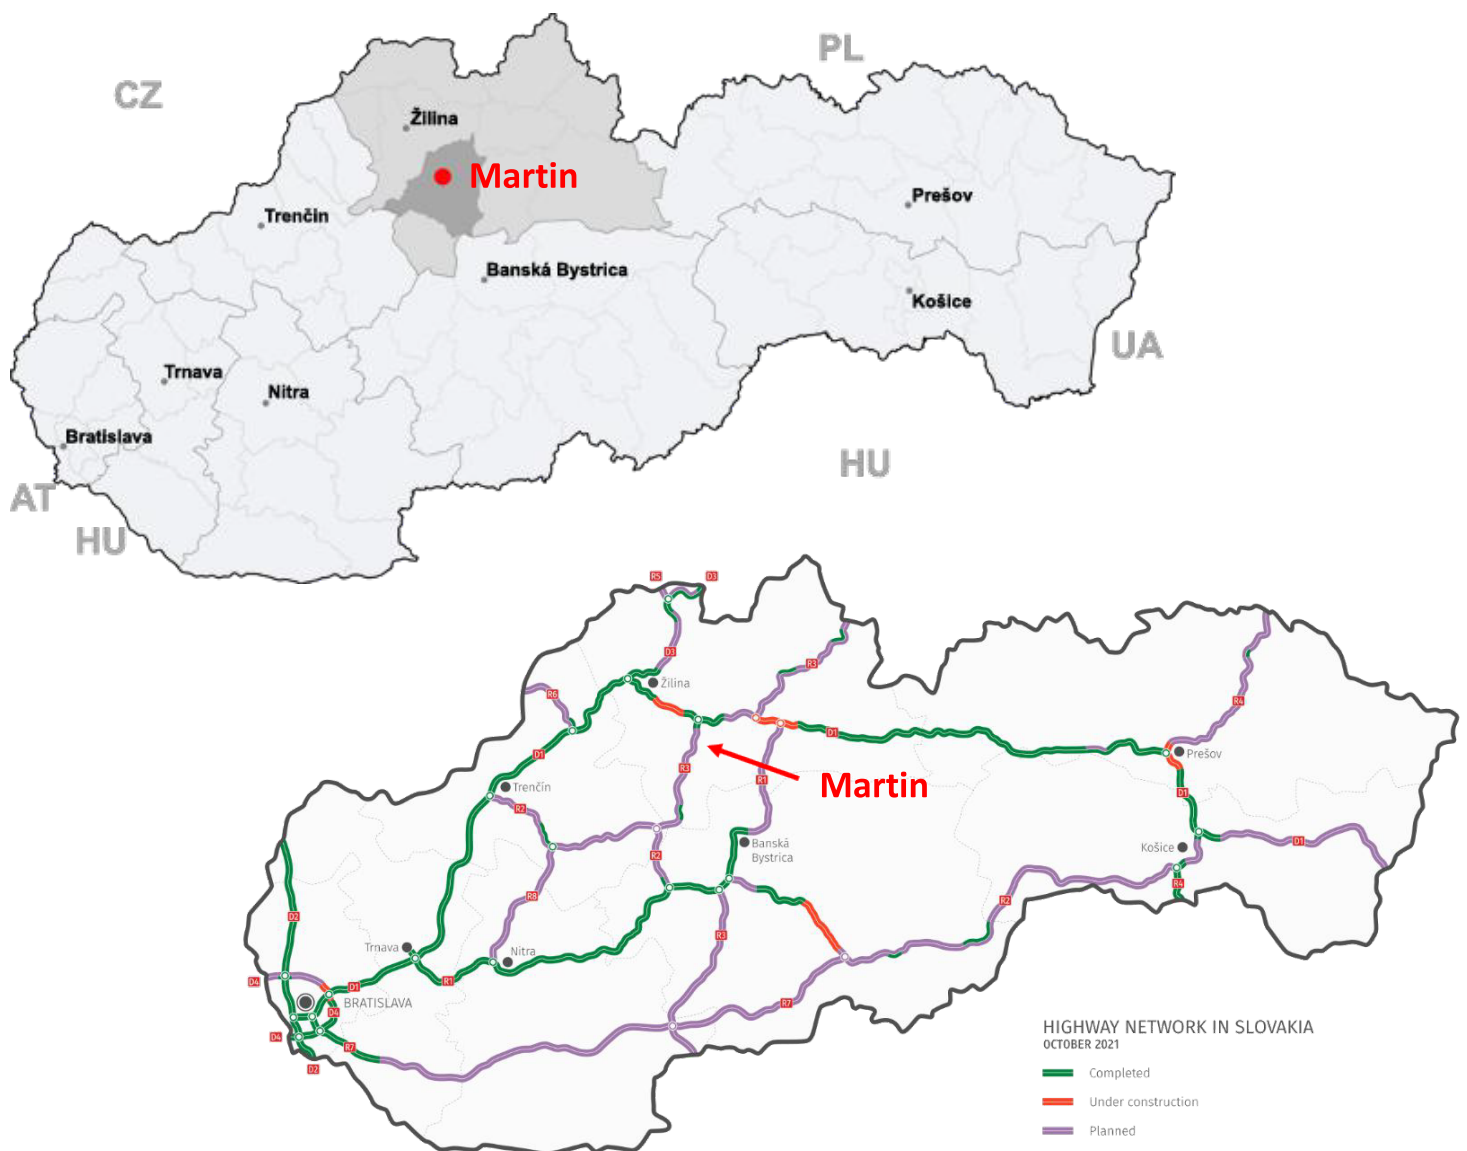 PL
CZ
Žilina
Martin
Prešov
Trenčin
Banská Bystrica
Košice
UA
Trnava
Nitra
Bratislava
HU
AT
HU
R5
D3
D3
R3
Žilina
R6
R4
D1
D1
Prešov
R3
R1
Martin
Trenčín
D1
R2
Banská
Bystrica
Košice
D1
R2
R4
R8
R2
D2
R3
Trnava
Nitra
D4
D1
R1
BRATISLAVA
R7
D4
D4
R7
D2
HIGHWAY NETWORK IN SLOVAKIA
OCTOBER 2021
Completed
Under construction
Planned